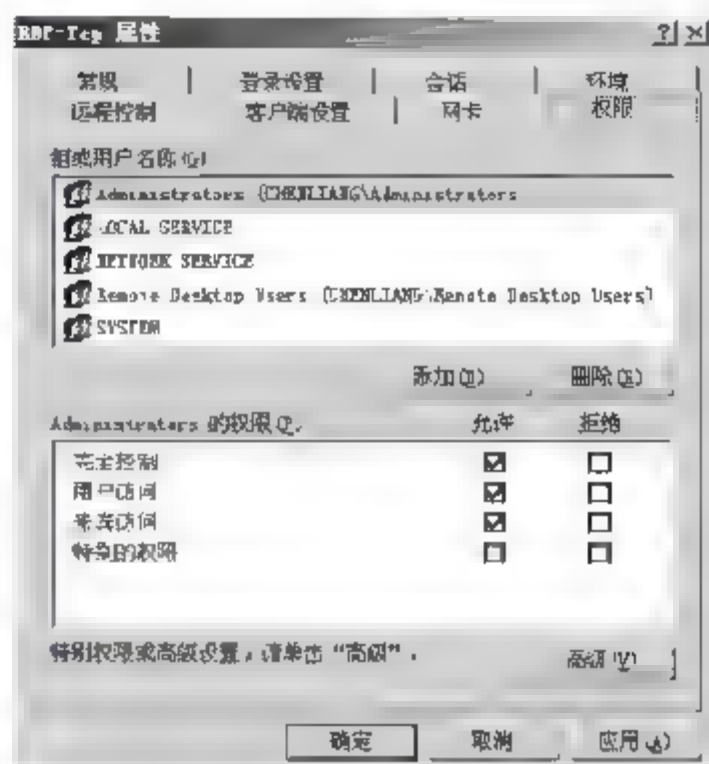 RDP-Tcp 属性
常规 登录设置 会话 环境
远程控制 客户端设置 网卡 权限
组或用户名称(G)
Administrators (CHENLIANG\Administrators
LOCAL SERVICE
NETWORK SERVICE
Remote Desktop Users (CHENLIANG\Remote Desktop Users)
SYSTEM
添加(D) 删除(R)
Administrators 的权限(P) 允许 拒绝
完全控制
用户访问
来宾访问
特别的权限
特别权限或高级设置，请单击“高级”。
高级(V)
确定 取消 应用(A)